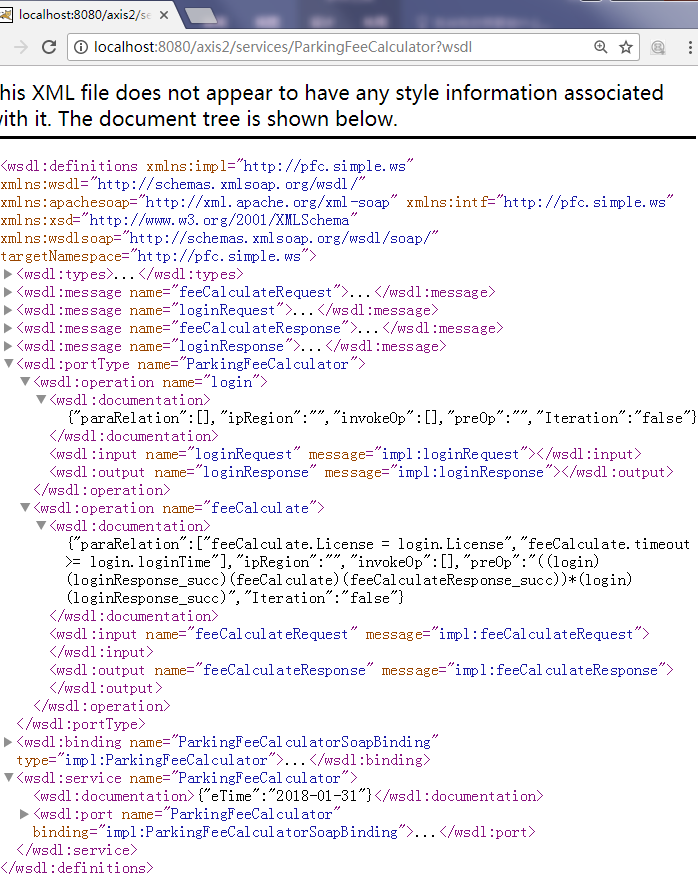 localhost:8080/axis2/se
localhost:8080/axis2/services/ParkingFeeCalculator?wsdl
his XML file does not appear to have any style information associated
with it. The document tree is shown below.
<wsdl:definitions xmlns:impl="http://pfc.simple.ws"
xmlns:wsdl="http://schemas.xmlsoap.org/wsdl/"
xmlns:apachesoap="http://xml.apache.org/xml-soap" xmlns:intf="http://pfc.simple.ws"
xmlns:xsd="http://www.w3.org/2001/XMLSchema"
xmlns:wsdlsoap="http://schemas.xmlsoap.org/wsdl/soap/"
targetNamespace="http://pfc.simple.ws">
<wsdl:types>...</wsdl:types>
<wsdl:message name="feeCalculateRequest">...</wsdl:message>
<wsdl:message name="loginRequest">...</wsdl:message>
<wsdl:message name="feeCalculateResponse">...</wsdl:message>
<wsdl:message name="loginResponse">...</wsdl:message>
<wsdl:portType name="ParkingFeeCalculator">
<wsdl:operation name="login">
<wsdl:documentation>
{"paraRelation":[],"ipRegion":"","invokeOp":[],"preOp":"","Iteration":"false"}
</wsdl:documentation>
<wsdl:input name="loginRequest" message="impl:loginRequest"></wsdl:input>
<wsdl:output name="loginResponse" message="impl:loginResponse"></wsdl:output>
</wsdl:operation>
<wsdl:operation name="feeCalculate">
<wsdl:documentation>
{"paraRelation":["feeCalculate.License = login.License","feeCalculate.timeout
>= login.loginTime"],"ipRegion":"","invokeOp":[],"preOp":"((login)
(loginResponse_succ)(feeCalculate)(feeCalculateResponse_succ))*(login)
(loginResponse_succ)","Iteration":"false"}
</wsdl:documentation>
<wsdl:input name="feeCalculateRequest" message="impl:feeCalculateRequest">
</wsdl:input>
<wsdl:output name="feeCalculateResponse" message="impl:feeCalculateResponse">
</wsdl:output>
</wsdl:operation>
</wsdl:portType>
<wsdl:binding name="ParkingFeeCalculatorSoapBinding"
type="impl:ParkingFeeCalculator">...</wsdl:binding>
<wsdl:service name="ParkingFeeCalculator">
<wsdl:documentation>{"eTime":"2018-01-31"}</wsdl:documentation>
<wsdl:port name="ParkingFeeCalculator"
binding="impl:ParkingFeeCalculatorSoapBinding">...</wsdl:port>
</wsdl:service>
</wsdl:definitions>